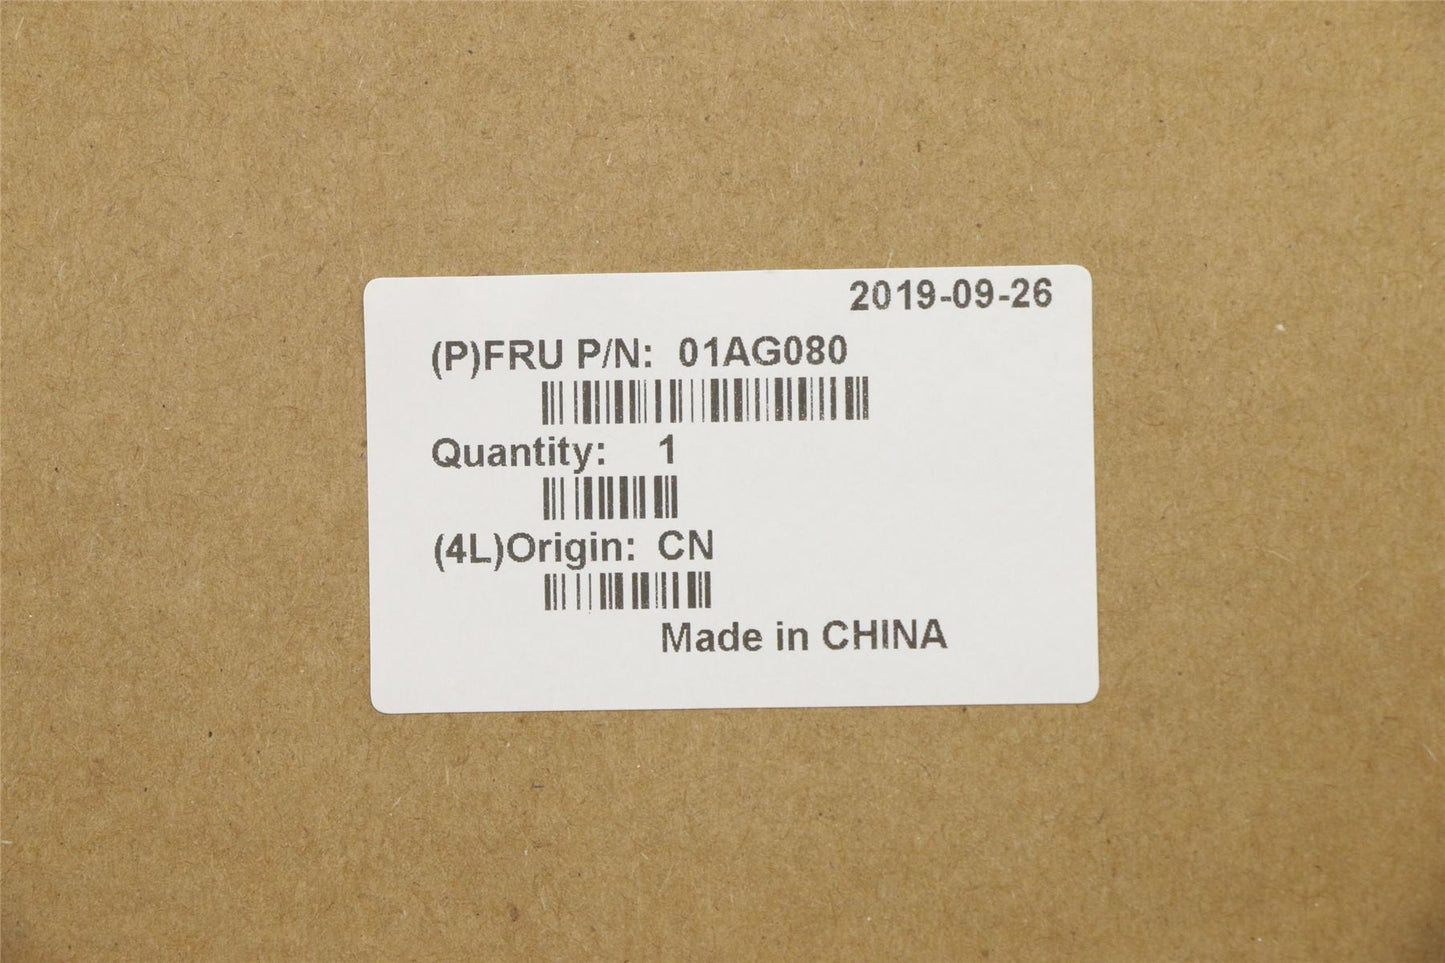 2019-09-26
(P)FRU P/N: 01AG080
Quantity: 1
(4L)Origin: CN
Made in CHINA